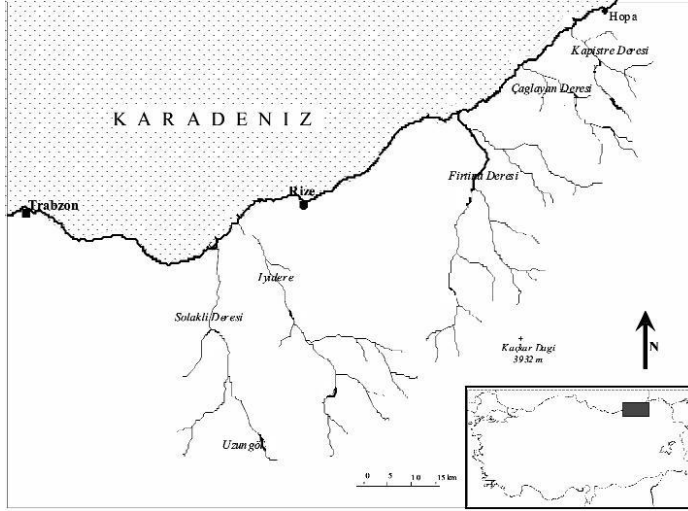 Hopa
Kapistre Deresi
Çaglayan Deresi
KARADENIZ
Firtina Deresi
Rize
Trabzon
Iyidere
Solakli Deresi
Kaçkar Dagi
3932 m
N
Uzungöl
0 5 10 15 km